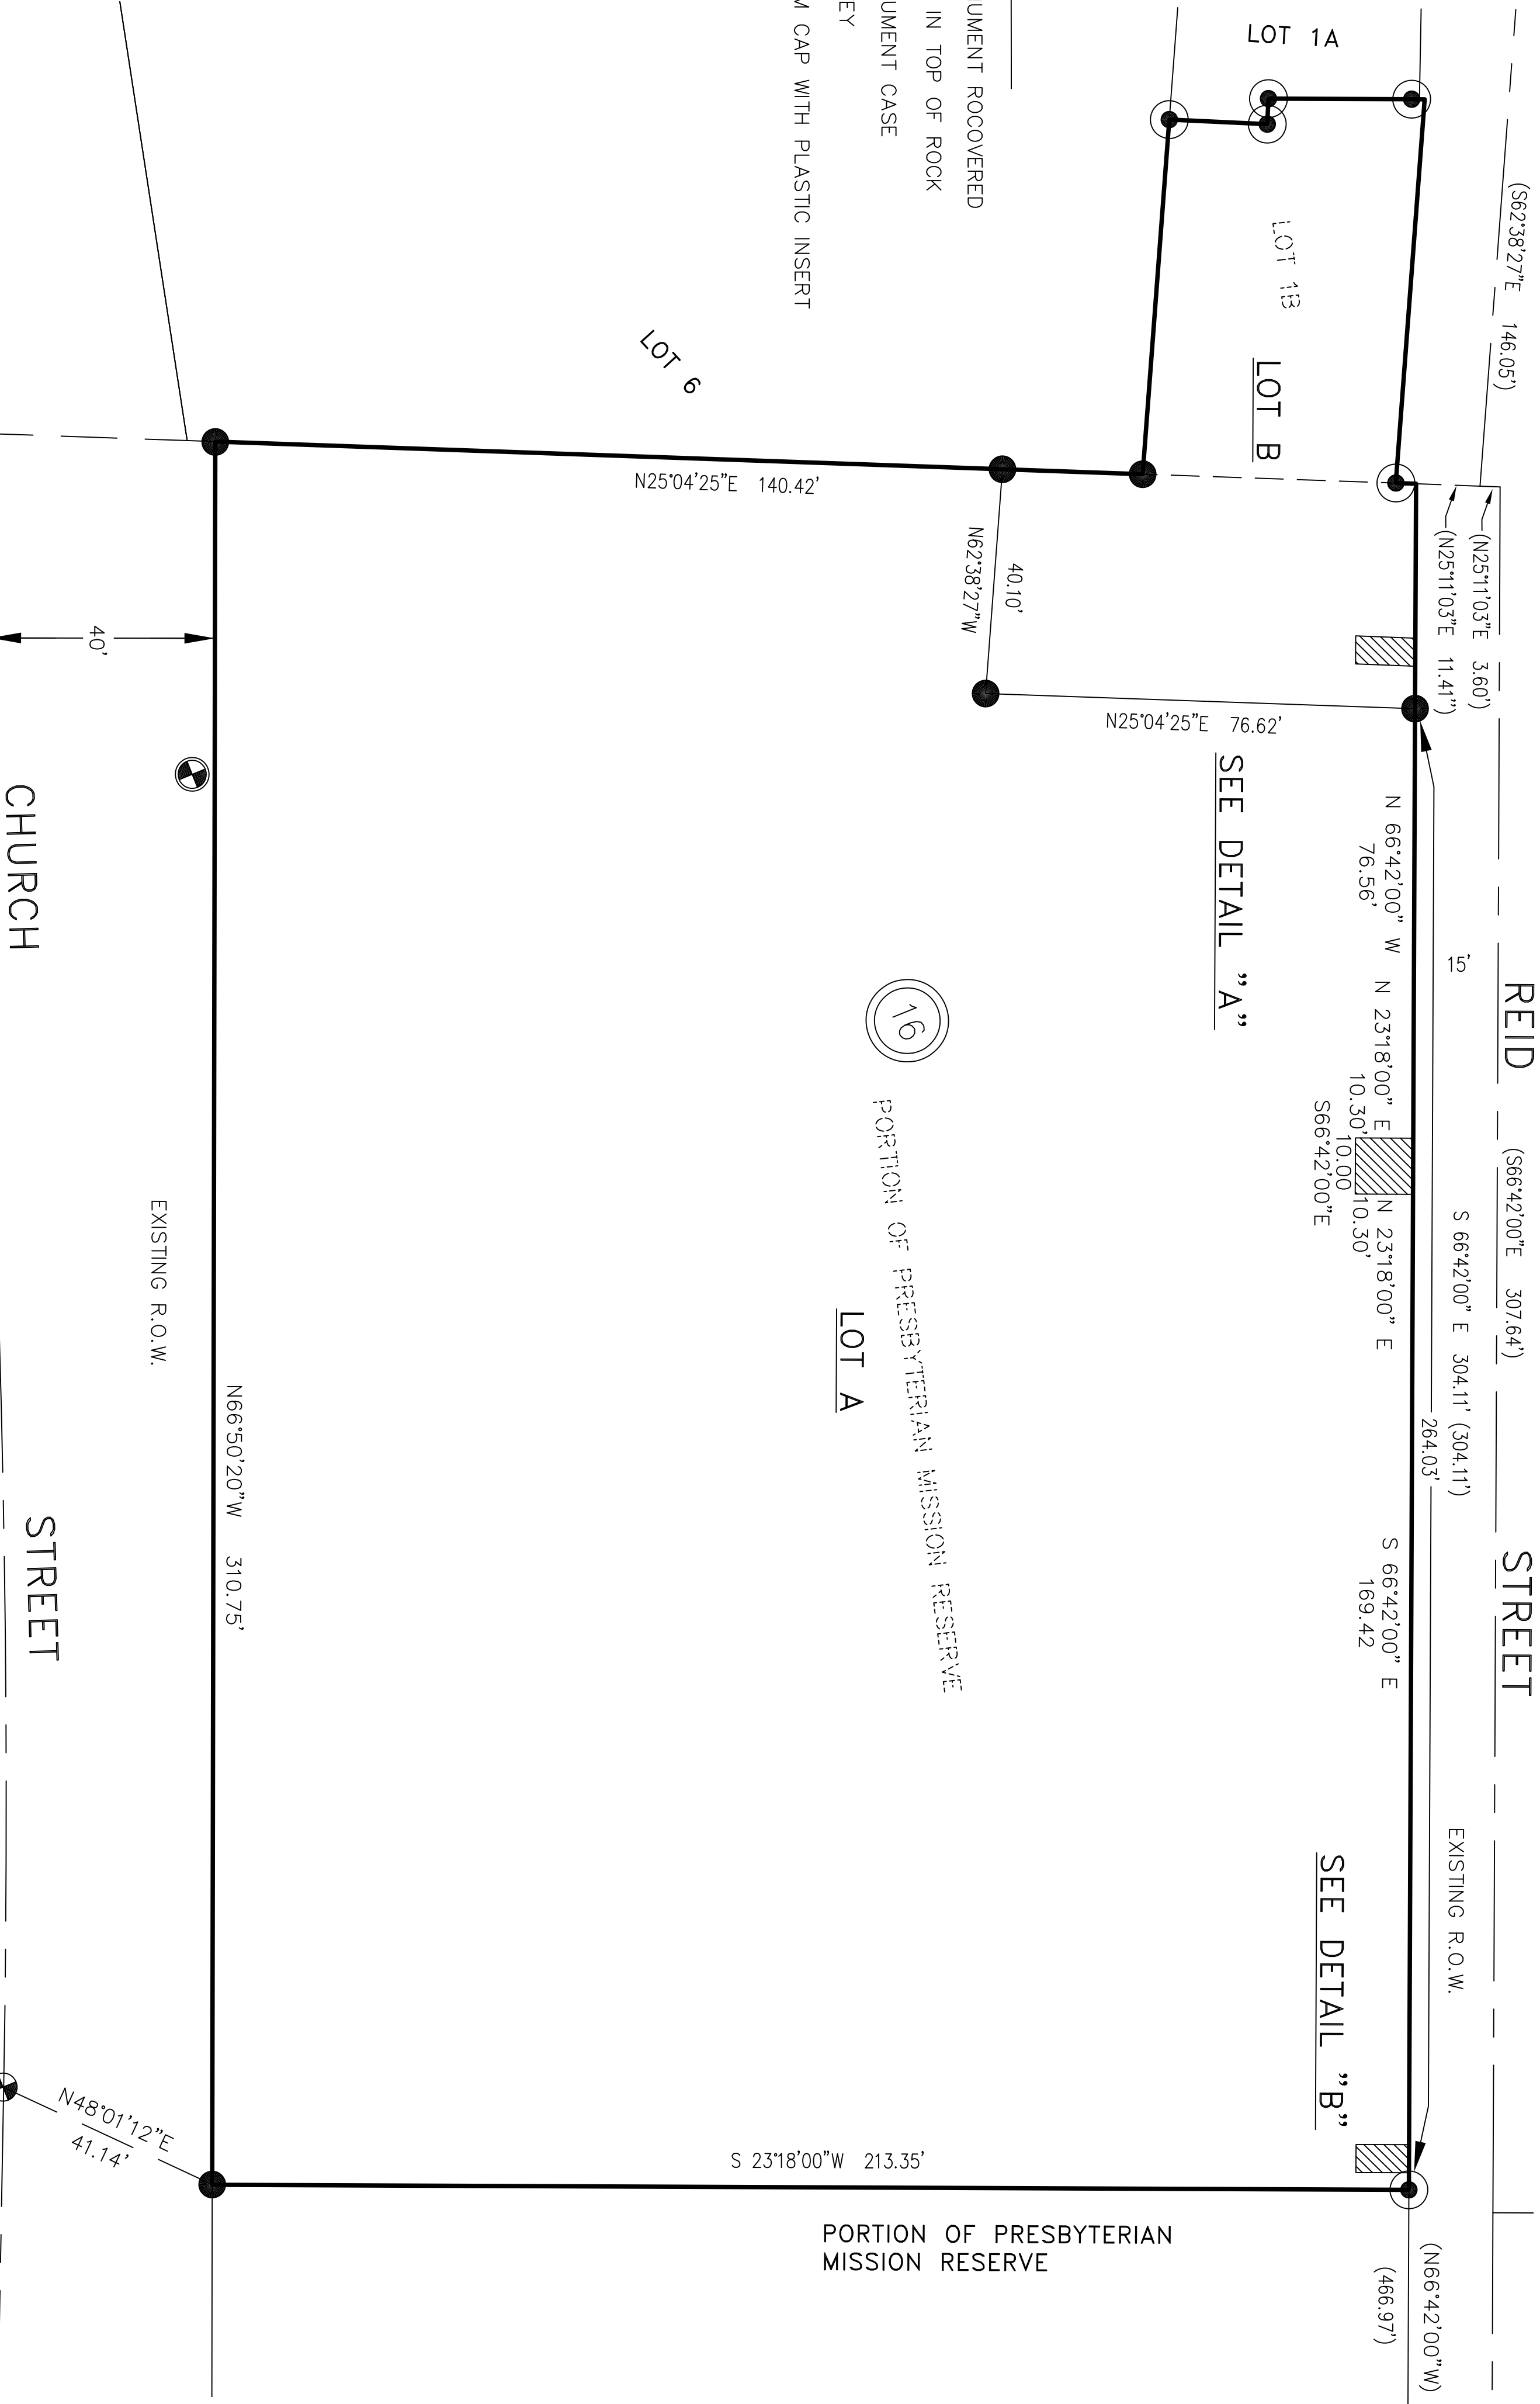 LOT 1A
UMENT ROCOVERED
IN TOP OF ROCK
UMENT CASE
EY
M CAP WITH PLASTIC INSERT
(S62°38'27"E 146.05')
LOT 1B
LOT B
LOT 6
N25°04'25"E 140.42'
40.10'
N62°38'27"W
(N25°11'03"E 3.60')
(N25°11'03"E 11.41")
N25°04'25"E 76.62'
40'
SEE DETAIL "A"
N 66°42'00" W
76.56'
15'
REID
STREET
N 23°18'00" E
10.30'
10.00
S66°42'00"E
N 23°18'00" E
10.30'
(S66°42'00"E 307.64')
S 66°42'00" E 304.11' (304.11')
264.03'
S 66°42'00" E
169.42
16
PORTION OF PRESBYTERIAN MISSION RESERVE
LOT A
CHURCH
STREET
EXISTING R.O.W.
N66°50'20"W 310.75'
EXISTING R.O.W.
SEE DETAIL "B"
N48°01'12"E
41.14'
S 23°18'00"W 213.35'
PORTION OF PRESBYTERIAN
MISSION RESERVE
(N66°42'00"W)
(466.97')